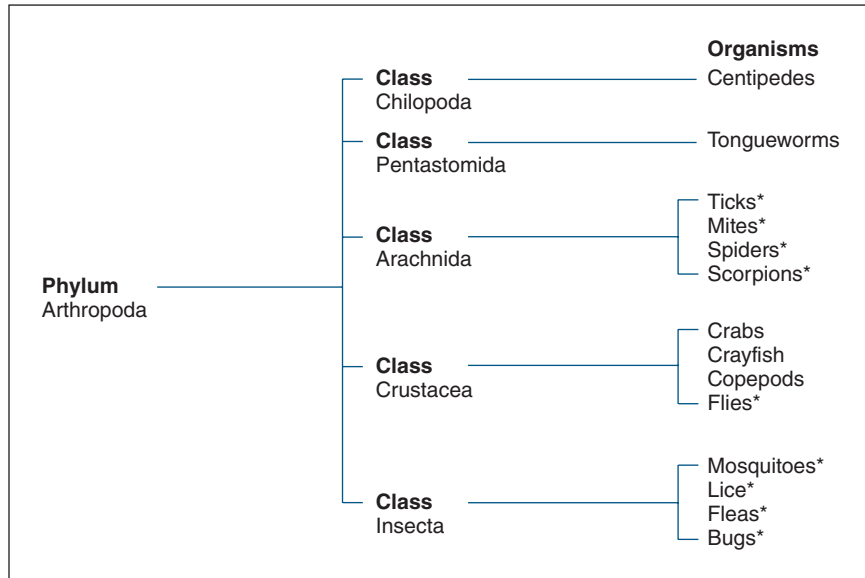 Organisms
Class
Chilopoda
Centipedes
Class
Pentastomida
Tongueworms
Class
Arachnida
Ticks*
Mites*
Spiders*
Scorpions*
Phylum
Arthropoda
Class
Crustacea
Crabs
Crayfish
Copepods
Flies*
Class
Insecta
Mosquitoes*
Lice*
Fleas*
Bugs*